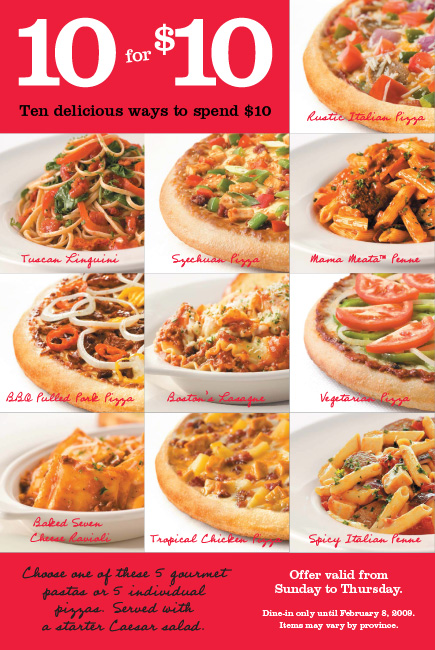 10 for $10
Ten delicious ways to spend $10
Rustic Italian Pizza
Tuscan Linguini
Szechuan Pizza
Mama Meata™ Penne
BBQ Pulled Pork Pizza
Boston's Lasagne
Vegetarian Pizza
Baked Seven
Cheese Ravioli
Tropical Chicken Pizza
Spicy Italian Penne
Choose one of these 5 gourmet
pastas or 5 individual
pizzas. Served with
a starter Caesar salad.
Offer valid from
Sunday to Thursday.
Dine-in only until February 8, 2009.
Items may vary by province.